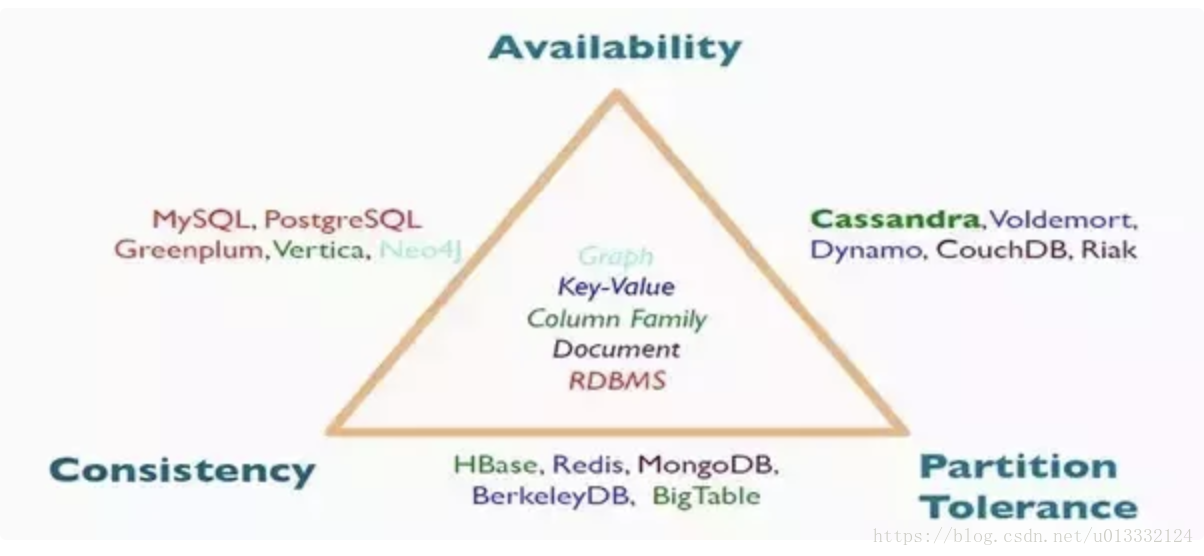 Availability
MySQL, PostgreSQL
Greenplum, Vertica, Neo4J
Cassandra, Voldemort,
Dynamo, CouchDB, Riak
Graph
Key-Value
Column Family
Document
RDBMS
Consistency
HBase, Redis, MongoDB,
BerkeleyDB, BigTable
Partition
Tolerance
https://blog.csdn.net/u013332124